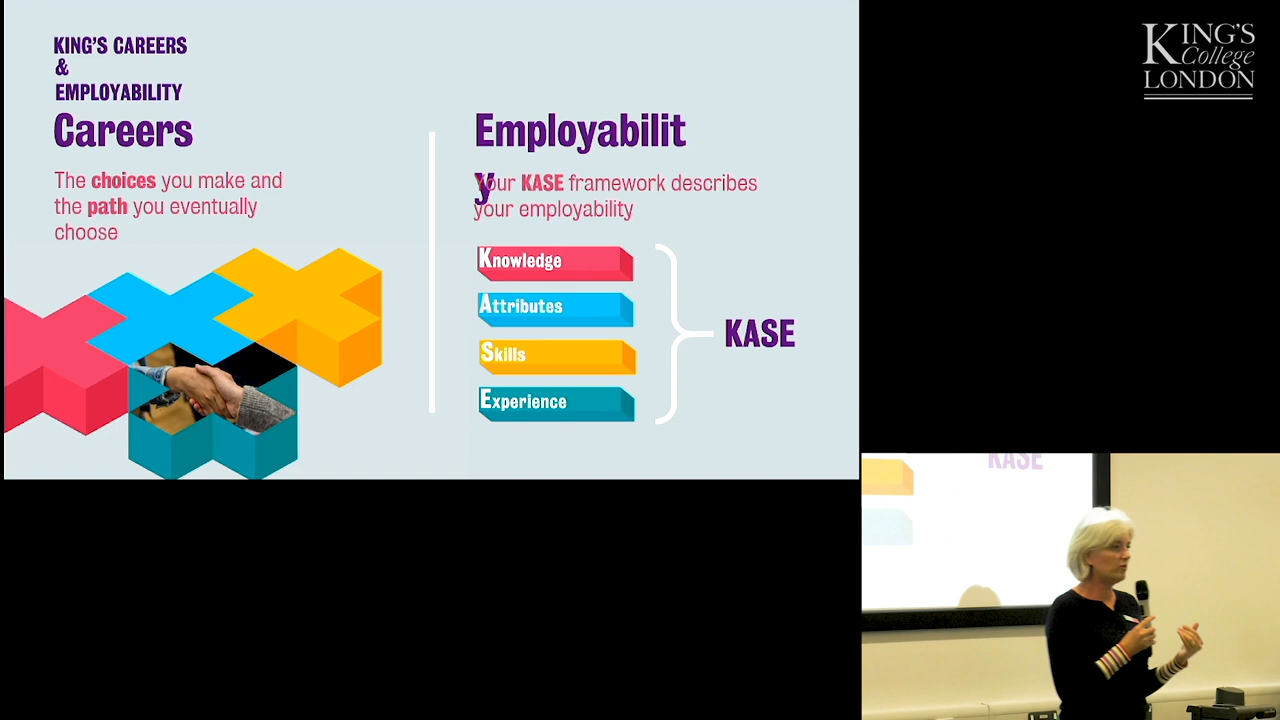 KING'S CAREERS
&
EMPLOYABILITY
Careers
The choices you make and
the path you eventually
choose
Employabilit
y
Your KASE framework describes
your employability
Knowledge
Attributes
Skills
Experience
KASE
KING'S
College
LONDON
KASE